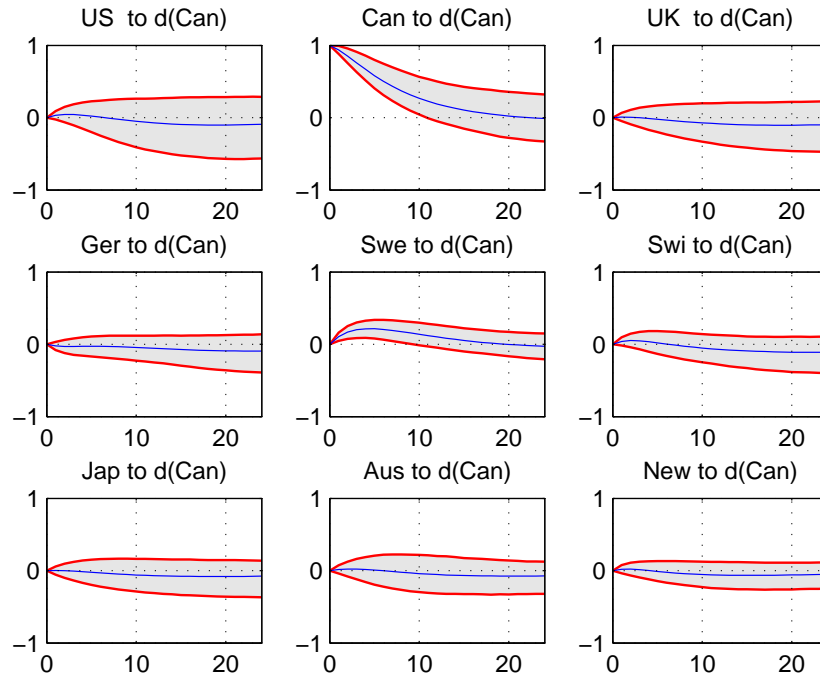 US to d(Can)
Can to d(Can)
UK to d(Can)
1
0
−1
0 10 20
1
0
−1
0 10 20
1
0
−1
0 10 20
Ger to d(Can)
Swe to d(Can)
Swi to d(Can)
1
0
−1
0 10 20
1
0
−1
0 10 20
1
0
−1
0 10 20
Jap to d(Can)
Aus to d(Can)
New to d(Can)
1
0
−1
0 10 20
1
0
−1
0 10 20
1
0
−1
0 10 20